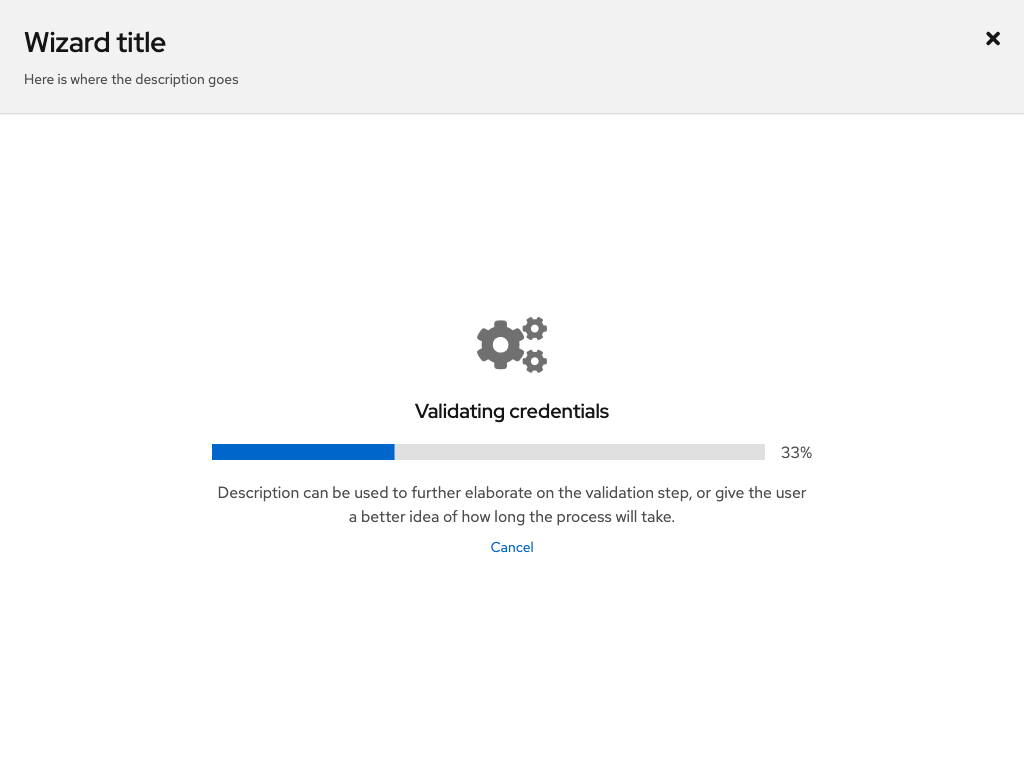 Wizard title
Here is where the description goes
Validating credentials
33%
Description can be used to further elaborate on the validation step, or give the user
a better idea of how long the process will take.
Cancel